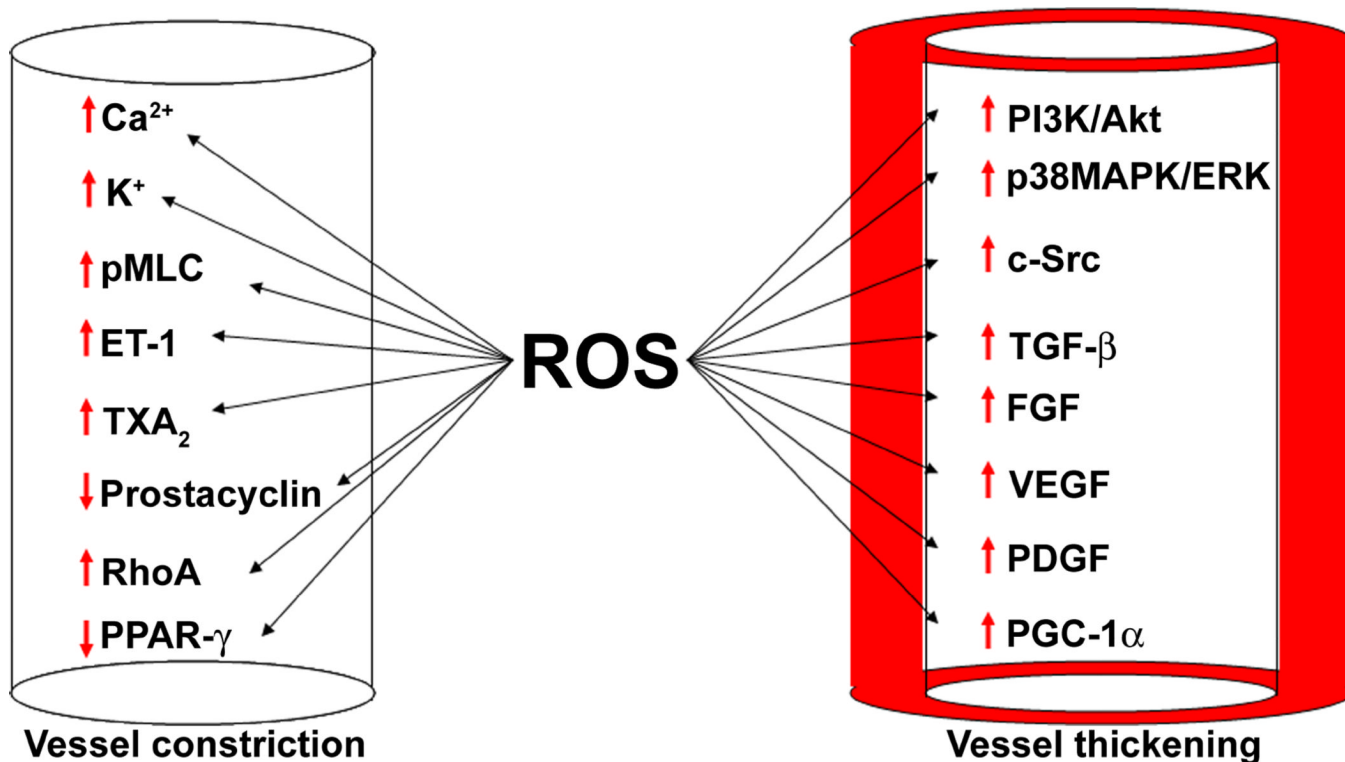 ↑ Ca²⁺
↑ K⁺
↑ pMLC
↑ ET-1
↑ TXA₂
↓ Prostacyclin
↑ RhoA
↓ PPAR-γ
Vessel constriction
ROS
↑ PI3K/Akt
↑ p38MAPK/ERK
↑ c-Src
↑ TGF-β
↑ FGF
↑ VEGF
↑ PDGF
↑ PGC-1α
Vessel thickening